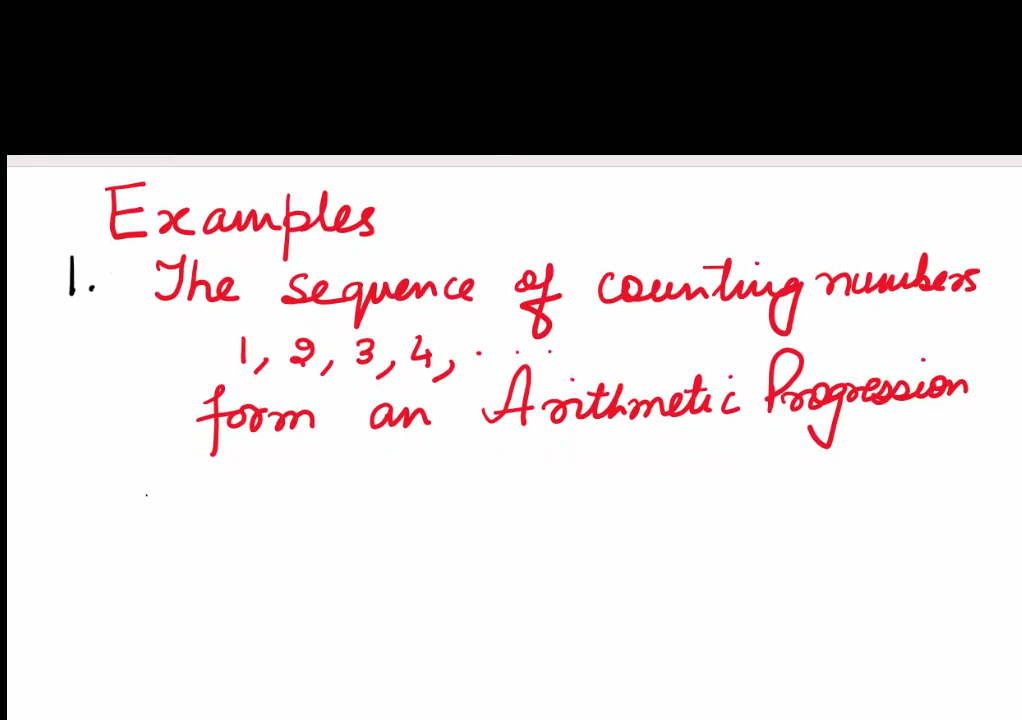 Examples
1. The sequence of counting numbers
1, 2, 3, 4, . . .
form an Arithmetic Progression